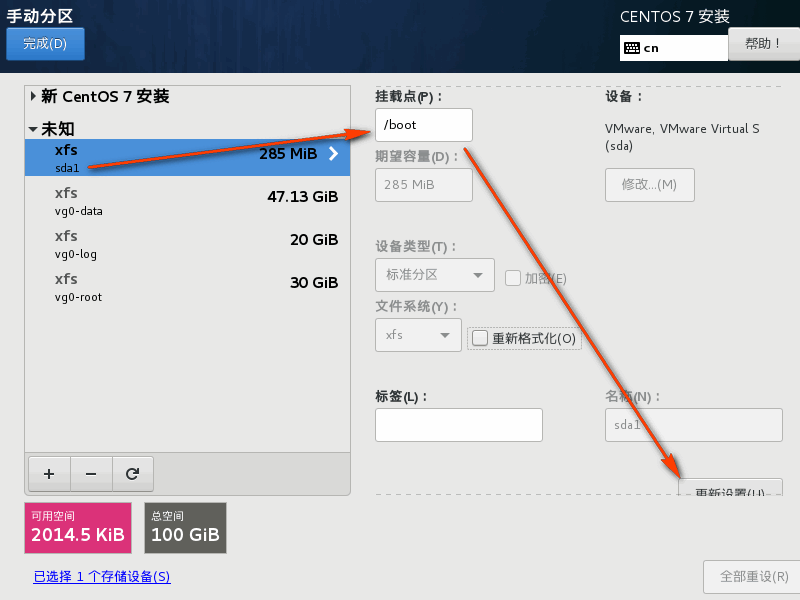 手动分区
CENTOS 7 安装
完成(D)
cn
帮助！
新 CentOS 7 安装
未知
xfs
sda1
285 MiB
xfs
vg0-data
47.13 GiB
xfs
vg0-log
20 GiB
xfs
vg0-root
30 GiB
可用空间
2014.5 KiB
总空间
100 GiB
已选择 1 个存储设备(S)
挂载点(P)：
/boot
期望容量(D)：
285 MiB
设备类型(T)：
标准分区
加密(E)
文件系统(Y)：
xfs
重新格式化(O)
标签(L)：
设备：
VMware, VMware Virtual S
(sda)
修改...(M)
名称(N)：
sda1
更新设置(U)
全部重设(R)